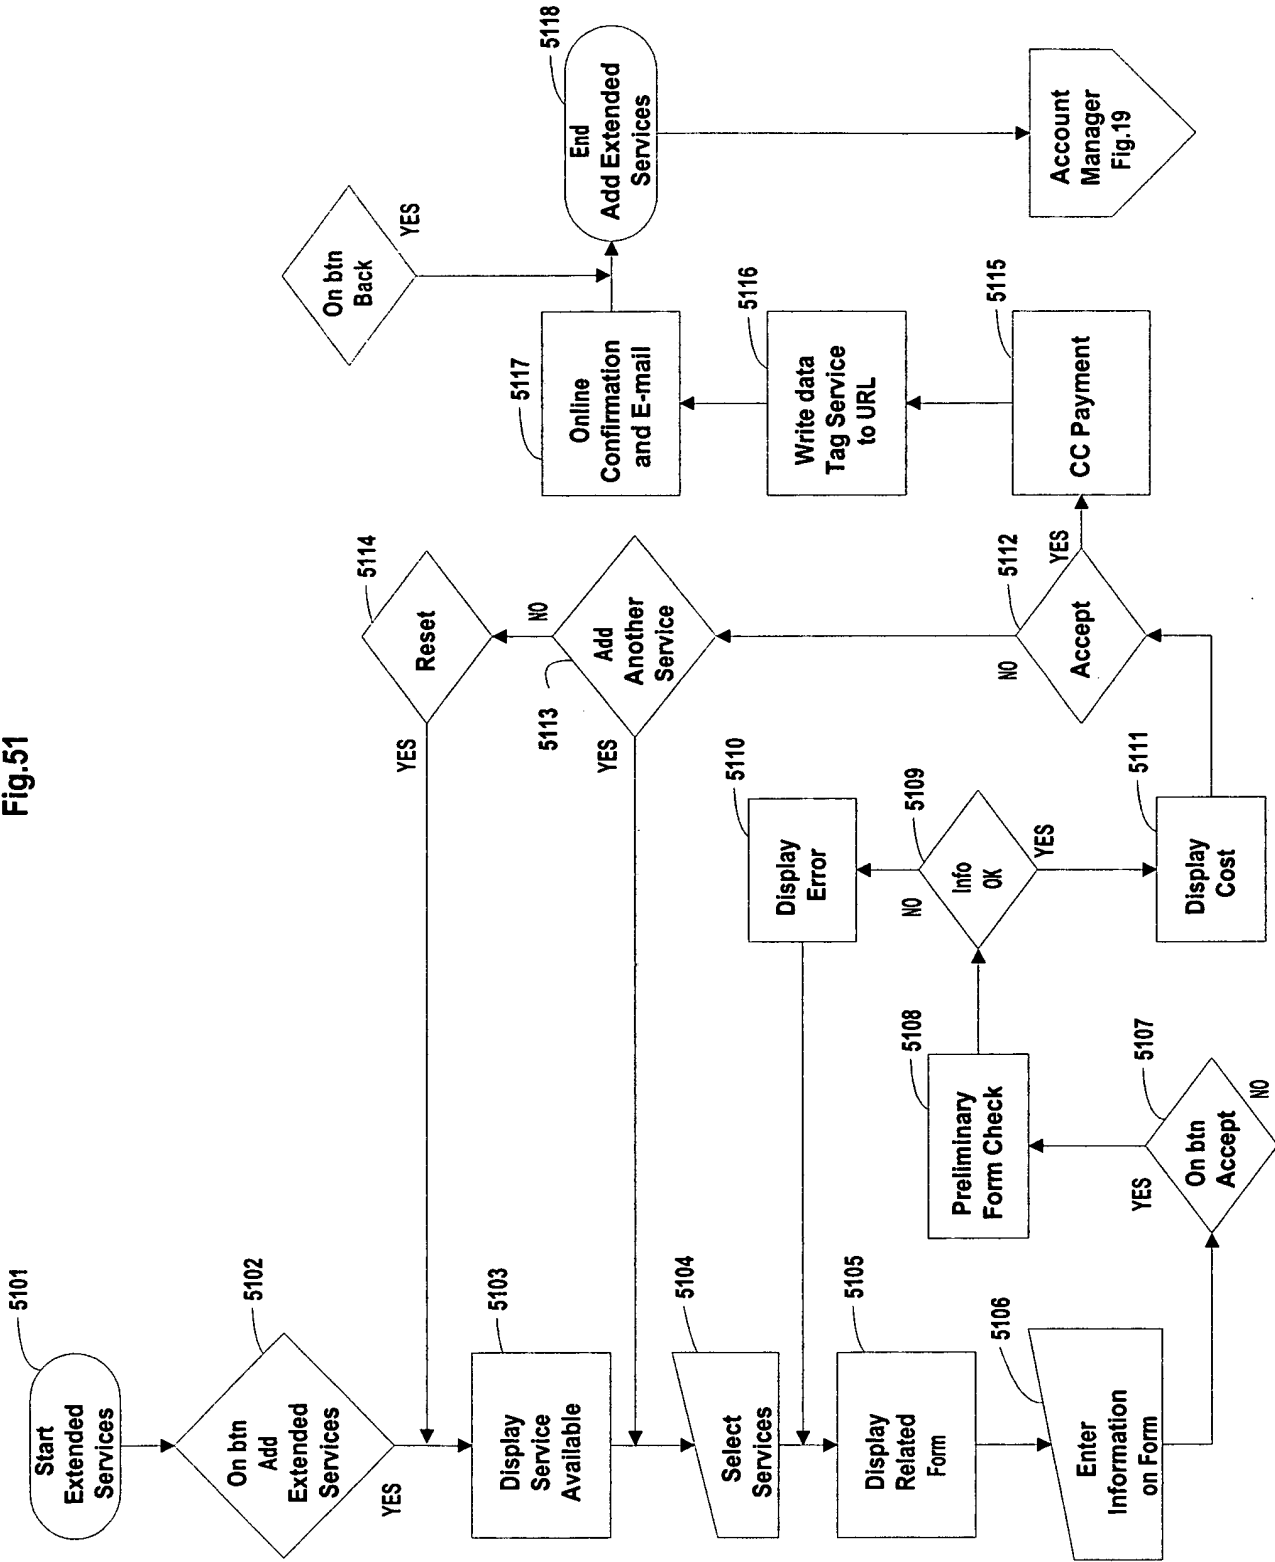 Fig.51
5101
Start
Extended
Services
5102
On btn
Add
Extended
Services
YES
5103
Display
Service
Available
5104
Select
Services
5105
Display
Related
Form
5106
Enter
Information
on Form
5107
On btn
Accept
YES
NO
5108
Preliminary
Form Check
5109
Info
OK
NO
YES
5110
Display
Error
5111
Display
Cost
5112
Accept
NO
YES
5113
Add
Another
Service
YES
NO
5114
Reset
YES
5115
CC Payment
5116
Write data
Tag Service
to URL
5117
Online
Confirmation
and E-mail
On btn
Back
YES
5118
End
Add Extended
Services
Account
Manager
Fig.19